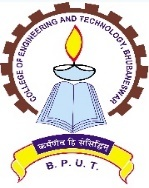 COLLEGE OF ENGINEERING AND TECHNOLOGY, BHUBANESWAR
कर्मणैव हि संसिद्धिम्
B. P. U. T.